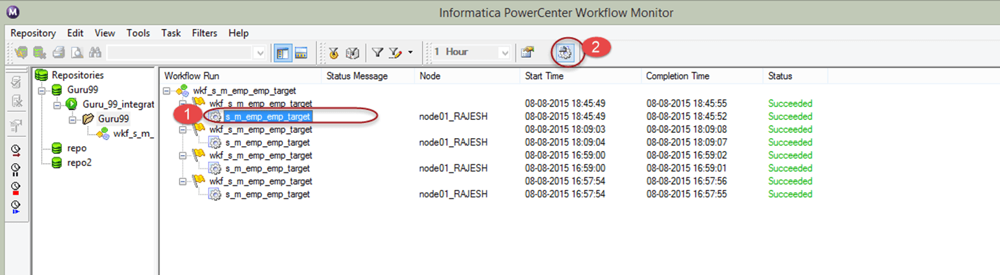 M Informatica PowerCenter Workflow Monitor
Repository Edit View Tools Task Filters Help
1 Hour 2
Repositories
Guru99
Guru_99_integrat
Guru99
wkf_s_m_
repo
repo2
Workflow Run Status Message Node Start Time Completion Time Status
wkf_s_m_emp_emp_target
wkf_s_m_emp_emp_target 08-08-2015 18:45:49 08-08-2015 18:45:55 Succeeded
1 s_m_emp_emp_target node01_RAJESH 08-08-2015 18:45:49 08-08-2015 18:45:52 Succeeded
wkf_s_m_emp_emp_target 08-08-2015 18:09:03 08-08-2015 18:09:08 Succeeded
s_m_emp_emp_target node01_RAJESH 08-08-2015 18:09:04 08-08-2015 18:09:07 Succeeded
wkf_s_m_emp_emp_target 08-08-2015 16:59:00 08-08-2015 16:59:02 Succeeded
s_m_emp_emp_target node01_RAJESH 08-08-2015 16:59:00 08-08-2015 16:59:01 Succeeded
wkf_s_m_emp_emp_target 08-08-2015 16:57:54 08-08-2015 16:57:56 Succeeded
s_m_emp_emp_target node01_RAJESH 08-08-2015 16:57:54 08-08-2015 16:57:55 Succeeded